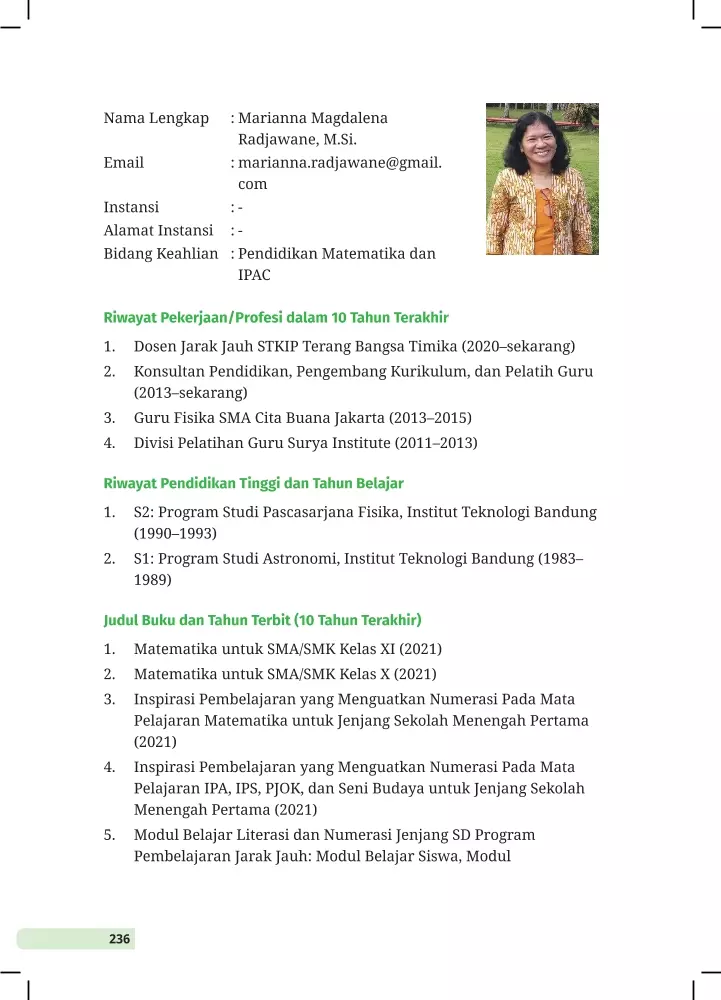 Nama Lengkap : Marianna Magdalena
Radjawane, M.Si.
Email : marianna.radjawane@gmail.
com
Instansi : -
Alamat Instansi : -
Bidang Keahlian : Pendidikan Matematika dan
IPAC
Riwayat Pekerjaan/Profesi dalam 10 Tahun Terakhir
1. Dosen Jarak Jauh STKIP Terang Bangsa Timika (2020–sekarang)
2. Konsultan Pendidikan, Pengembang Kurikulum, dan Pelatih Guru
(2013–sekarang)
3. Guru Fisika SMA Cita Buana Jakarta (2013–2015)
4. Divisi Pelatihan Guru Surya Institute (2011–2013)
Riwayat Pendidikan Tinggi dan Tahun Belajar
1. S2: Program Studi Pascasarjana Fisika, Institut Teknologi Bandung
(1990–1993)
2. S1: Program Studi Astronomi, Institut Teknologi Bandung (1983–
1989)
Judul Buku dan Tahun Terbit (10 Tahun Terakhir)
1. Matematika untuk SMA/SMK Kelas XI (2021)
2. Matematika untuk SMA/SMK Kelas X (2021)
3. Inspirasi Pembelajaran yang Menguatkan Numerasi Pada Mata
Pelajaran Matematika untuk Jenjang Sekolah Menengah Pertama
(2021)
4. Inspirasi Pembelajaran yang Menguatkan Numerasi Pada Mata
Pelajaran IPA, IPS, PJOK, dan Seni Budaya untuk Jenjang Sekolah
Menengah Pertama (2021)
5. Modul Belajar Literasi dan Numerasi Jenjang SD Program
Pembelajaran Jarak Jauh: Modul Belajar Siswa, Modul
236